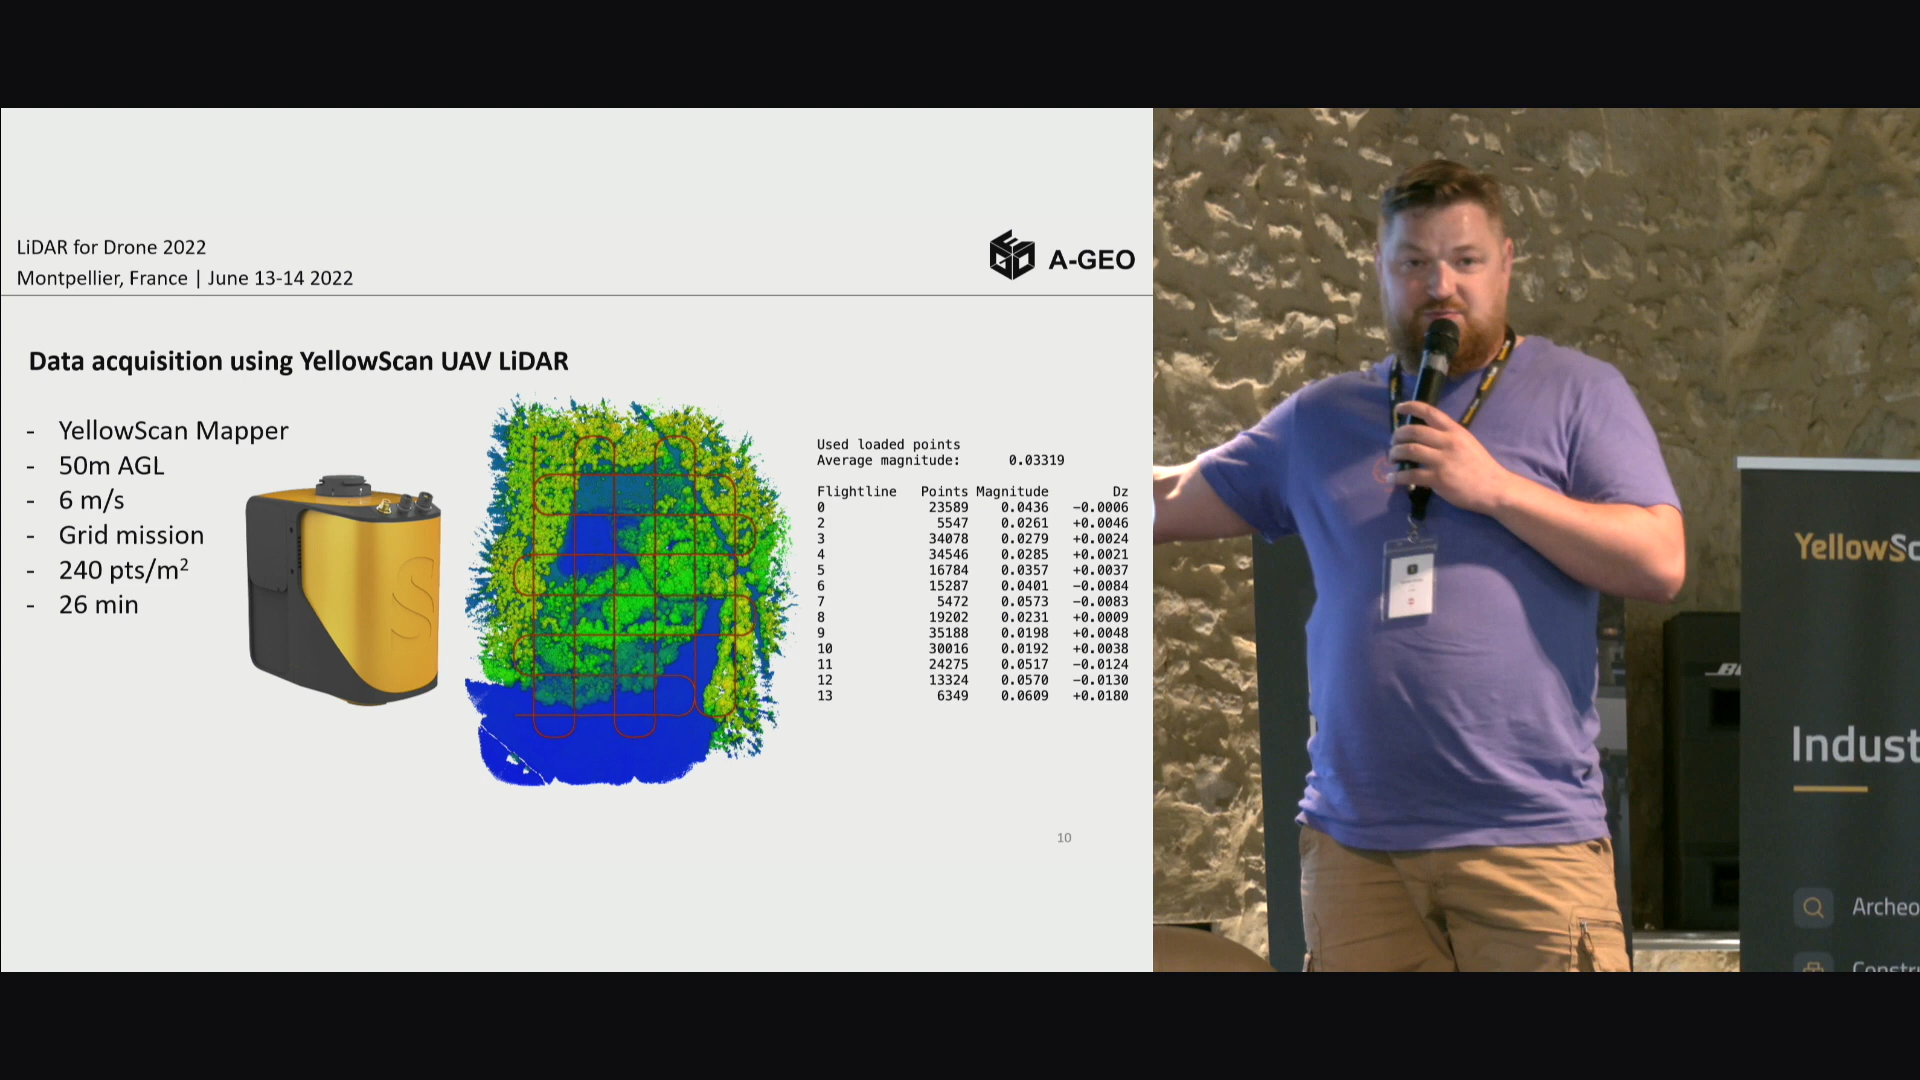 LiDAR for Drone 2022
Montpellier, France | June 13-14 2022
A-GEO
Data acquisition using YellowScan UAV LiDAR
- YellowScan Mapper
- 50m AGL
- 6 m/s
- Grid mission
- 240 pts/m²
- 26 min
Used loaded points
Average magnitude: 0.03319
Flightline Points Magnitude Dz
0 23589 0.0436 −0.0006
2 5547 0.0261 +0.0046
3 34078 0.0279 +0.0024
4 34546 0.0285 +0.0021
5 16784 0.0357 +0.0037
6 15287 0.0401 −0.0084
7 5472 0.0573 −0.0083
8 19202 0.0231 +0.0009
9 35188 0.0198 +0.0048
10 30016 0.0192 +0.0038
11 24275 0.0517 −0.0124
12 13324 0.0570 −0.0130
13 6349 0.0609 +0.0180
10
YellowSc
Indust
Archeo
Constr